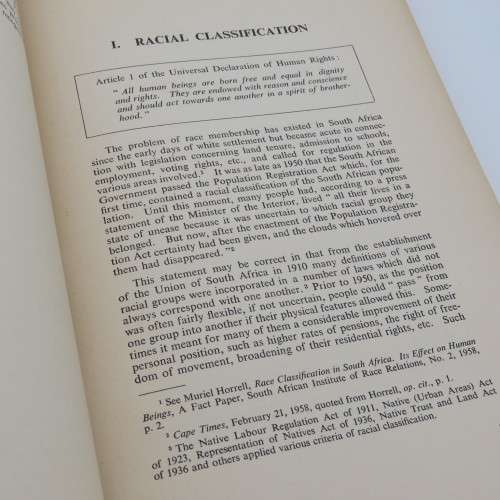 I. RACIAL CLASSIFICATION
Article 1 of the Universal Declaration of Human Rights:
“ All human beings are born free and equal in dignity
and rights. They are endowed with reason and conscience
and should act towards one another in a spirit of brother-
hood. ”
The problem of race membership has existed in South Africa
since the early days of white settlement but became acute in connec-
tion with legislation concerning land tenure, admission to schools,
employment, voting rights, etc., and called for regulation in the
various areas involved.¹ It was as late as 1950 that the South African
Government passed the Population Registration Act which, for the
first time, contained a racial classification of the South African popu-
lation. Until this moment, many people had, according to a press
statement of the Minister of the Interior, lived “ all their lives in a
state of unease because it was uncertain to which racial group they
belonged. But now, after the enactment of the Population Registra-
tion Act certainty had been given, and the clouds which hovered over
them had disappeared. ”²
This statement may be correct in that from the establishment
of the Union of South Africa in 1910 many definitions of various
racial groups were incorporated in a number of laws which did not
always correspond with one another.³ Prior to 1950, as the position
was often fairly flexible, if not uncertain, people could “ pass ” from
one group into another if their physical features allowed this. Some-
times it meant for many of them a considerable improvement of their
personal position, such as higher rates of pensions, the right of free-
dom of movement, broadening of their residential rights, etc. Such
¹ See Muriel Horrell, Race Classification in South Africa. Its Effect on Human
Beings, A Fact Paper, South African Institute of Race Relations, No. 2, 1958,
p. 2.
² Cape Times, February 21, 1958, quoted from Horrell, op. cit., p. 1.
³ The Native Labour Regulation Act of 1911, Native (Urban Areas) Act
of 1923, Representation of Natives Act of 1936, Native Trust and Land Act
of 1936 and others applied various criteria of racial classification.